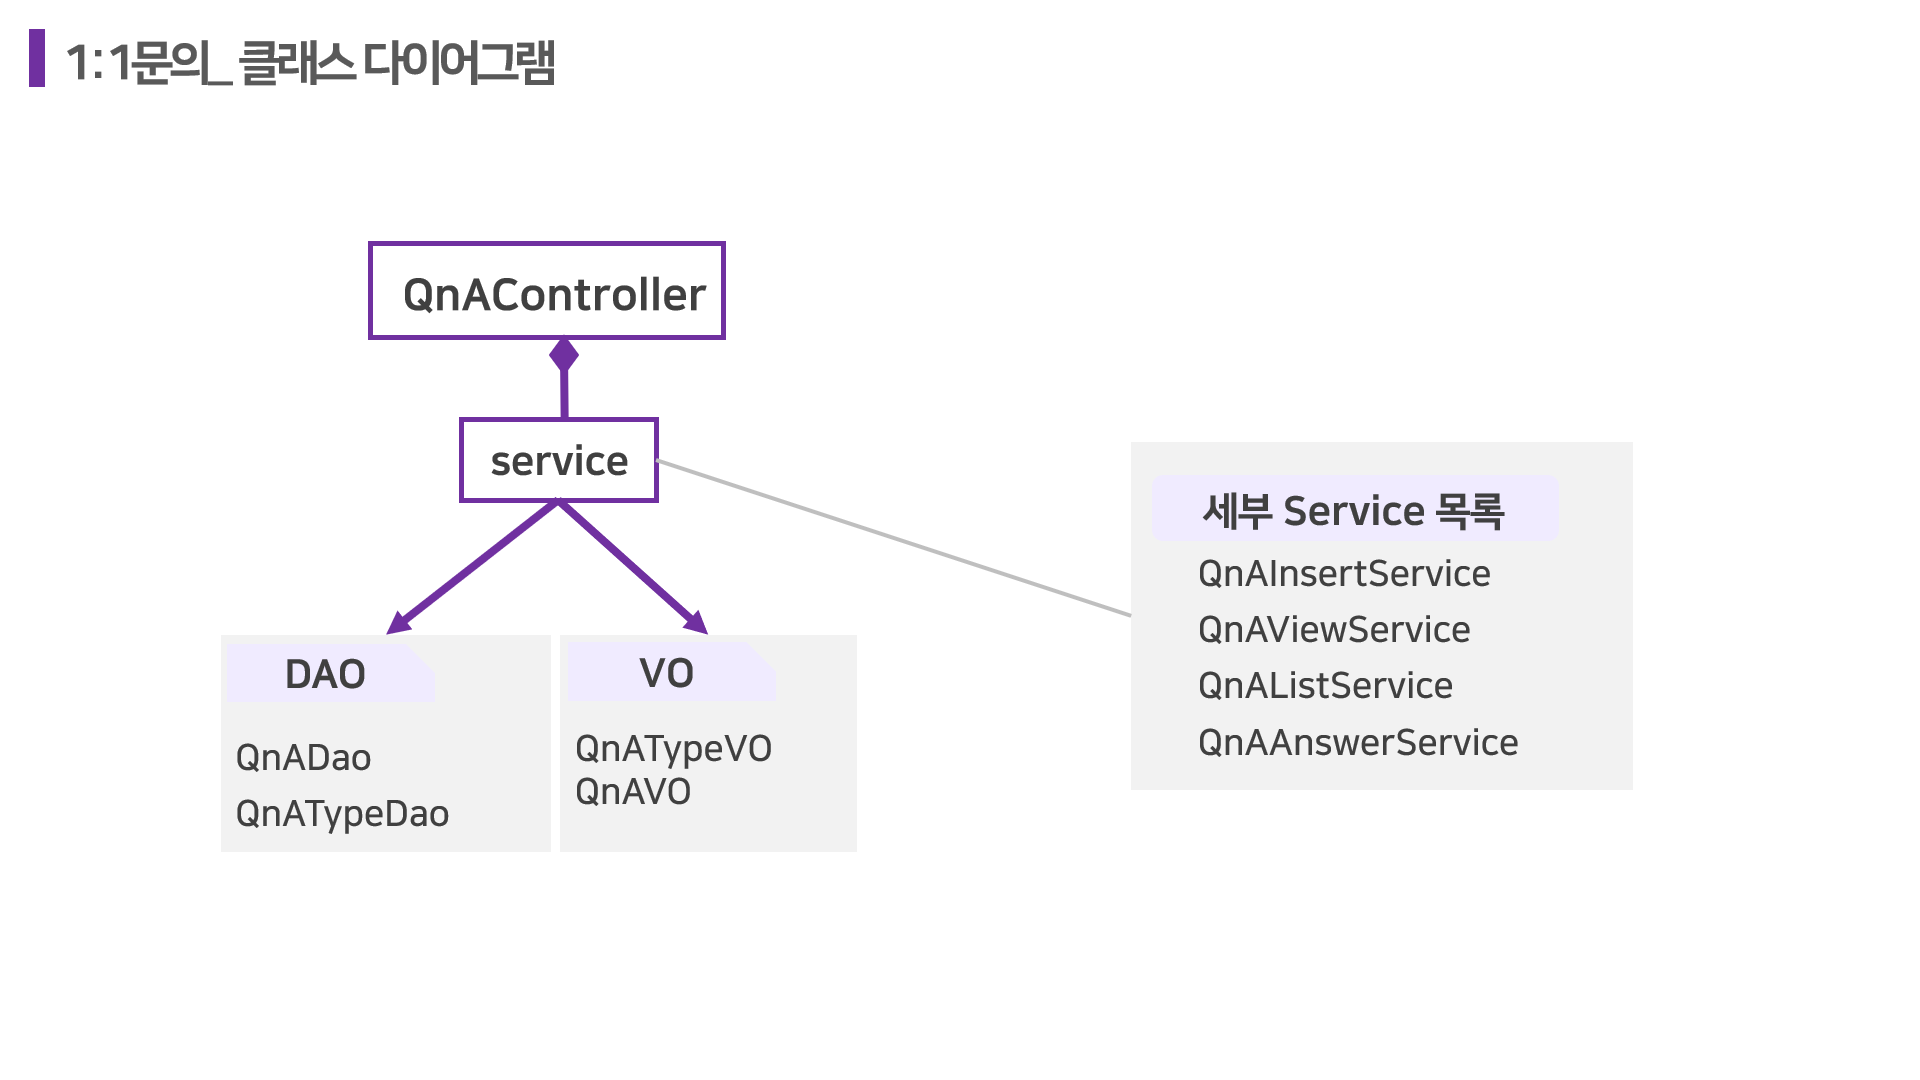 1:1문의_ 클래스 다이어그램
QnAController
service
DAO
QnADao
QnATypeDao
VO
QnATypeVO
QnAVO
세부 Service 목록
QnAInsertService
QnAViewService
QnAListService
QnAAnswerService